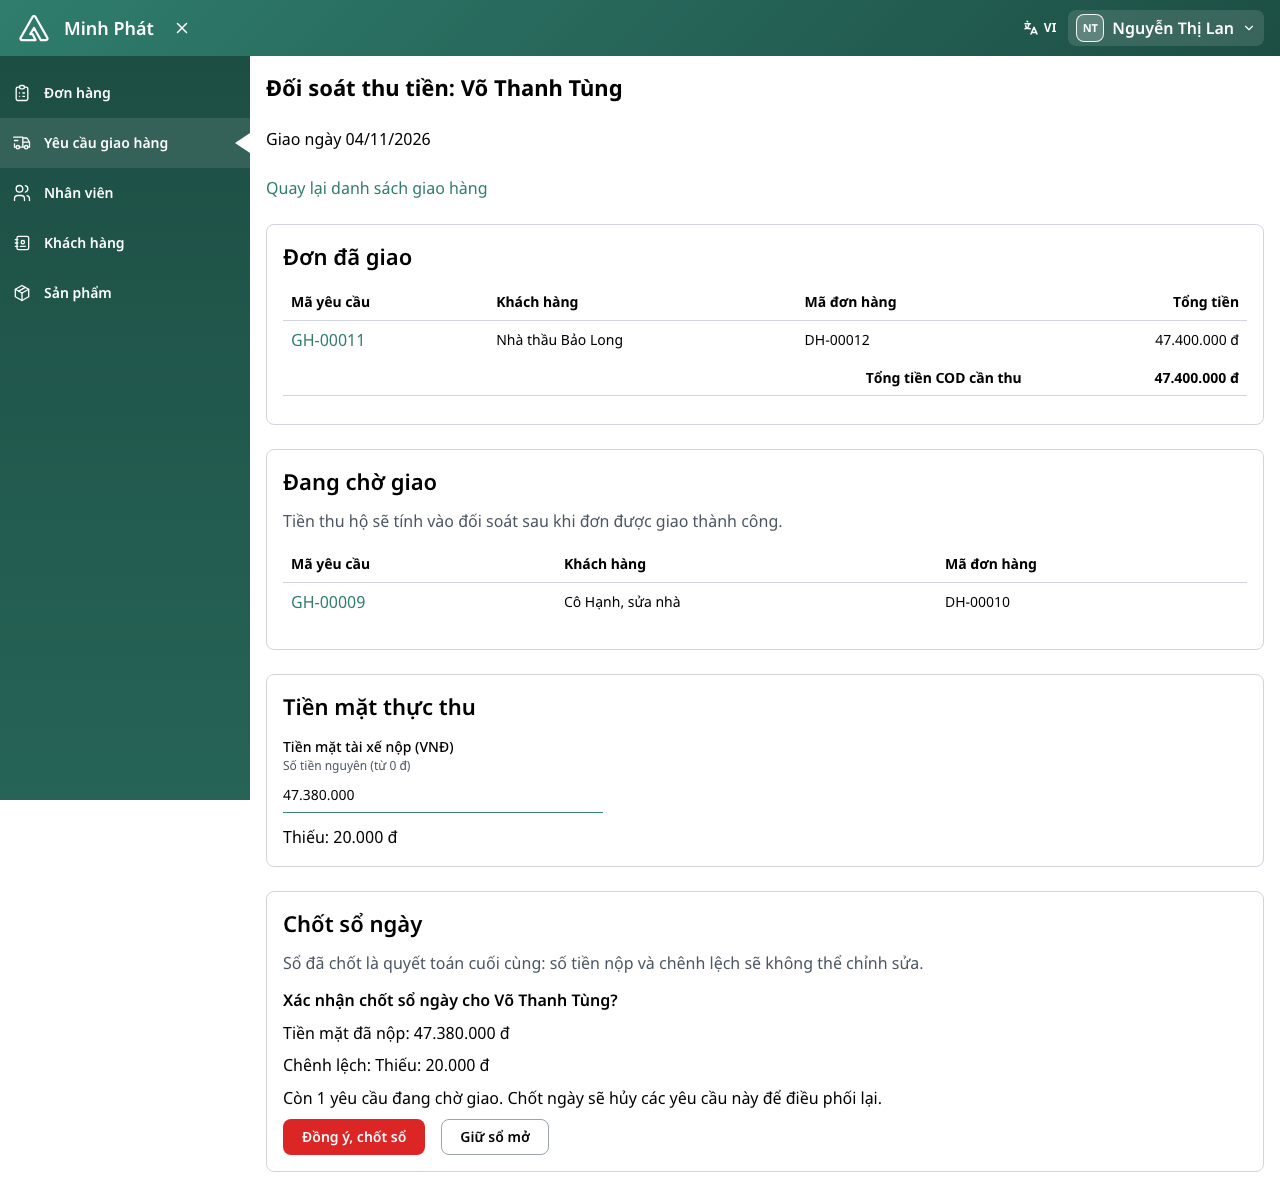 Minh Phát
VI
NT
Nguyễn Thị Lan
Đơn hàng
Yêu cầu giao hàng
Nhân viên
Khách hàng
Sản phẩm
Đối soát thu tiền: Võ Thanh Tùng
Giao ngày 04/11/2026
Quay lại danh sách giao hàng
Đơn đã giao
Mã yêu cầu Khách hàng Mã đơn hàng Tổng tiền
GH-00011 Nhà thầu Bảo Long DH-00012 47.400.000 đ
Tổng tiền COD cần thu 47.400.000 đ
Đang chờ giao
Tiền thu hộ sẽ tính vào đối soát sau khi đơn được giao thành công.
Mã yêu cầu Khách hàng Mã đơn hàng
GH-00009 Cô Hạnh, sửa nhà DH-00010
Tiền mặt thực thu
Tiền mặt tài xế nộp (VNĐ)
Số tiền nguyên (từ 0 đ)
47.380.000
Thiếu: 20.000 đ
Chốt sổ ngày
Sổ đã chốt là quyết toán cuối cùng: số tiền nộp và chênh lệch sẽ không thể chỉnh sửa.
Xác nhận chốt sổ ngày cho Võ Thanh Tùng?
Tiền mặt đã nộp: 47.380.000 đ
Chênh lệch: Thiếu: 20.000 đ
Còn 1 yêu cầu đang chờ giao. Chốt ngày sẽ hủy các yêu cầu này để điều phối lại.
Đồng ý, chốt sổ
Giữ sổ mở